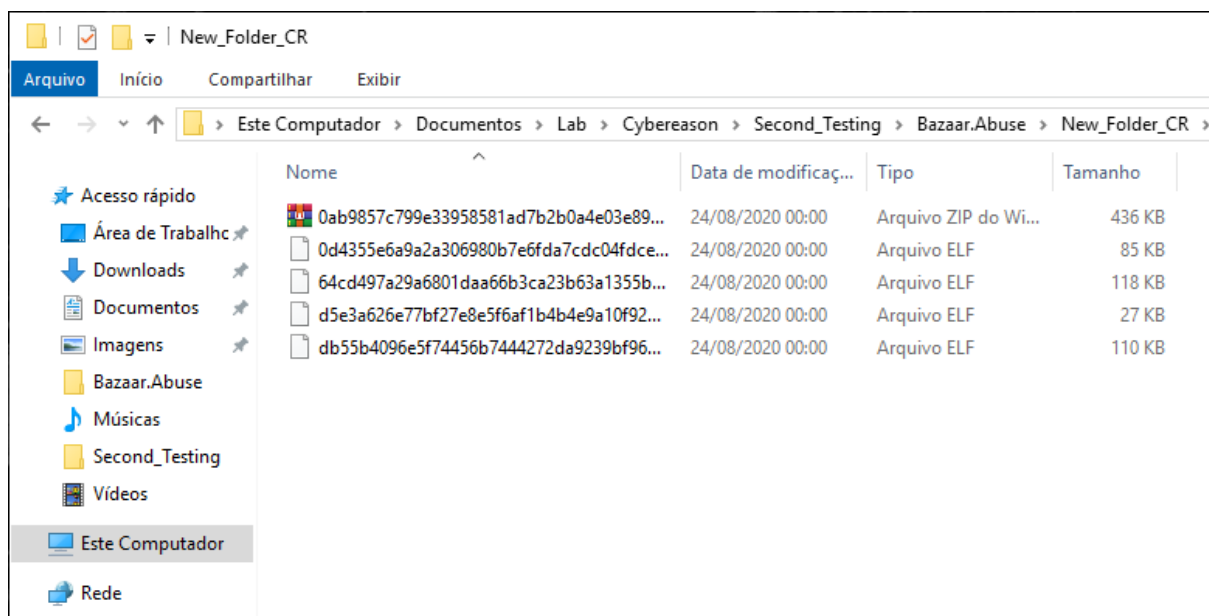 New_Folder_CR
Arquivo Início Compartilhar Exibir
Este Computador > Documentos > Lab > Cybereason > Second_Testing > Bazaar.Abuse > New_Folder_CR >
Nome Data de modificaç... Tipo Tamanho
Acesso rápido
Área de Trabalhc
Downloads
Documentos
Imagens
Bazaar.Abuse
Músicas
Second_Testing
Vídeos
Este Computador
Rede
0ab9857c799e33958581ad7b2b0a4e03e89... 24/08/2020 00:00 Arquivo ZIP do Wi... 436 KB
0d4355e6a9a2a306980b7e6fda7cdc04fdce... 24/08/2020 00:00 Arquivo ELF 85 KB
64cd497a29a6801daa66b3ca23b63a1355b... 24/08/2020 00:00 Arquivo ELF 118 KB
d5e3a626e77bf27e8e5f6af1b4b4e9a10f92... 24/08/2020 00:00 Arquivo ELF 27 KB
db55b4096e5f74456b7444272da9239bf96... 24/08/2020 00:00 Arquivo ELF 110 KB